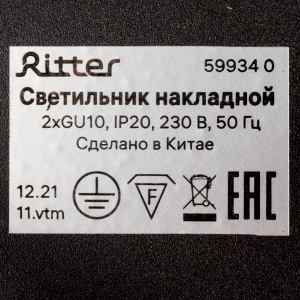 Ritter 59934 0
Светильник накладной
2xGU10, IP20, 230 В, 50 Гц
Сделано в Китае
12.21
11.vtm
F
EAC